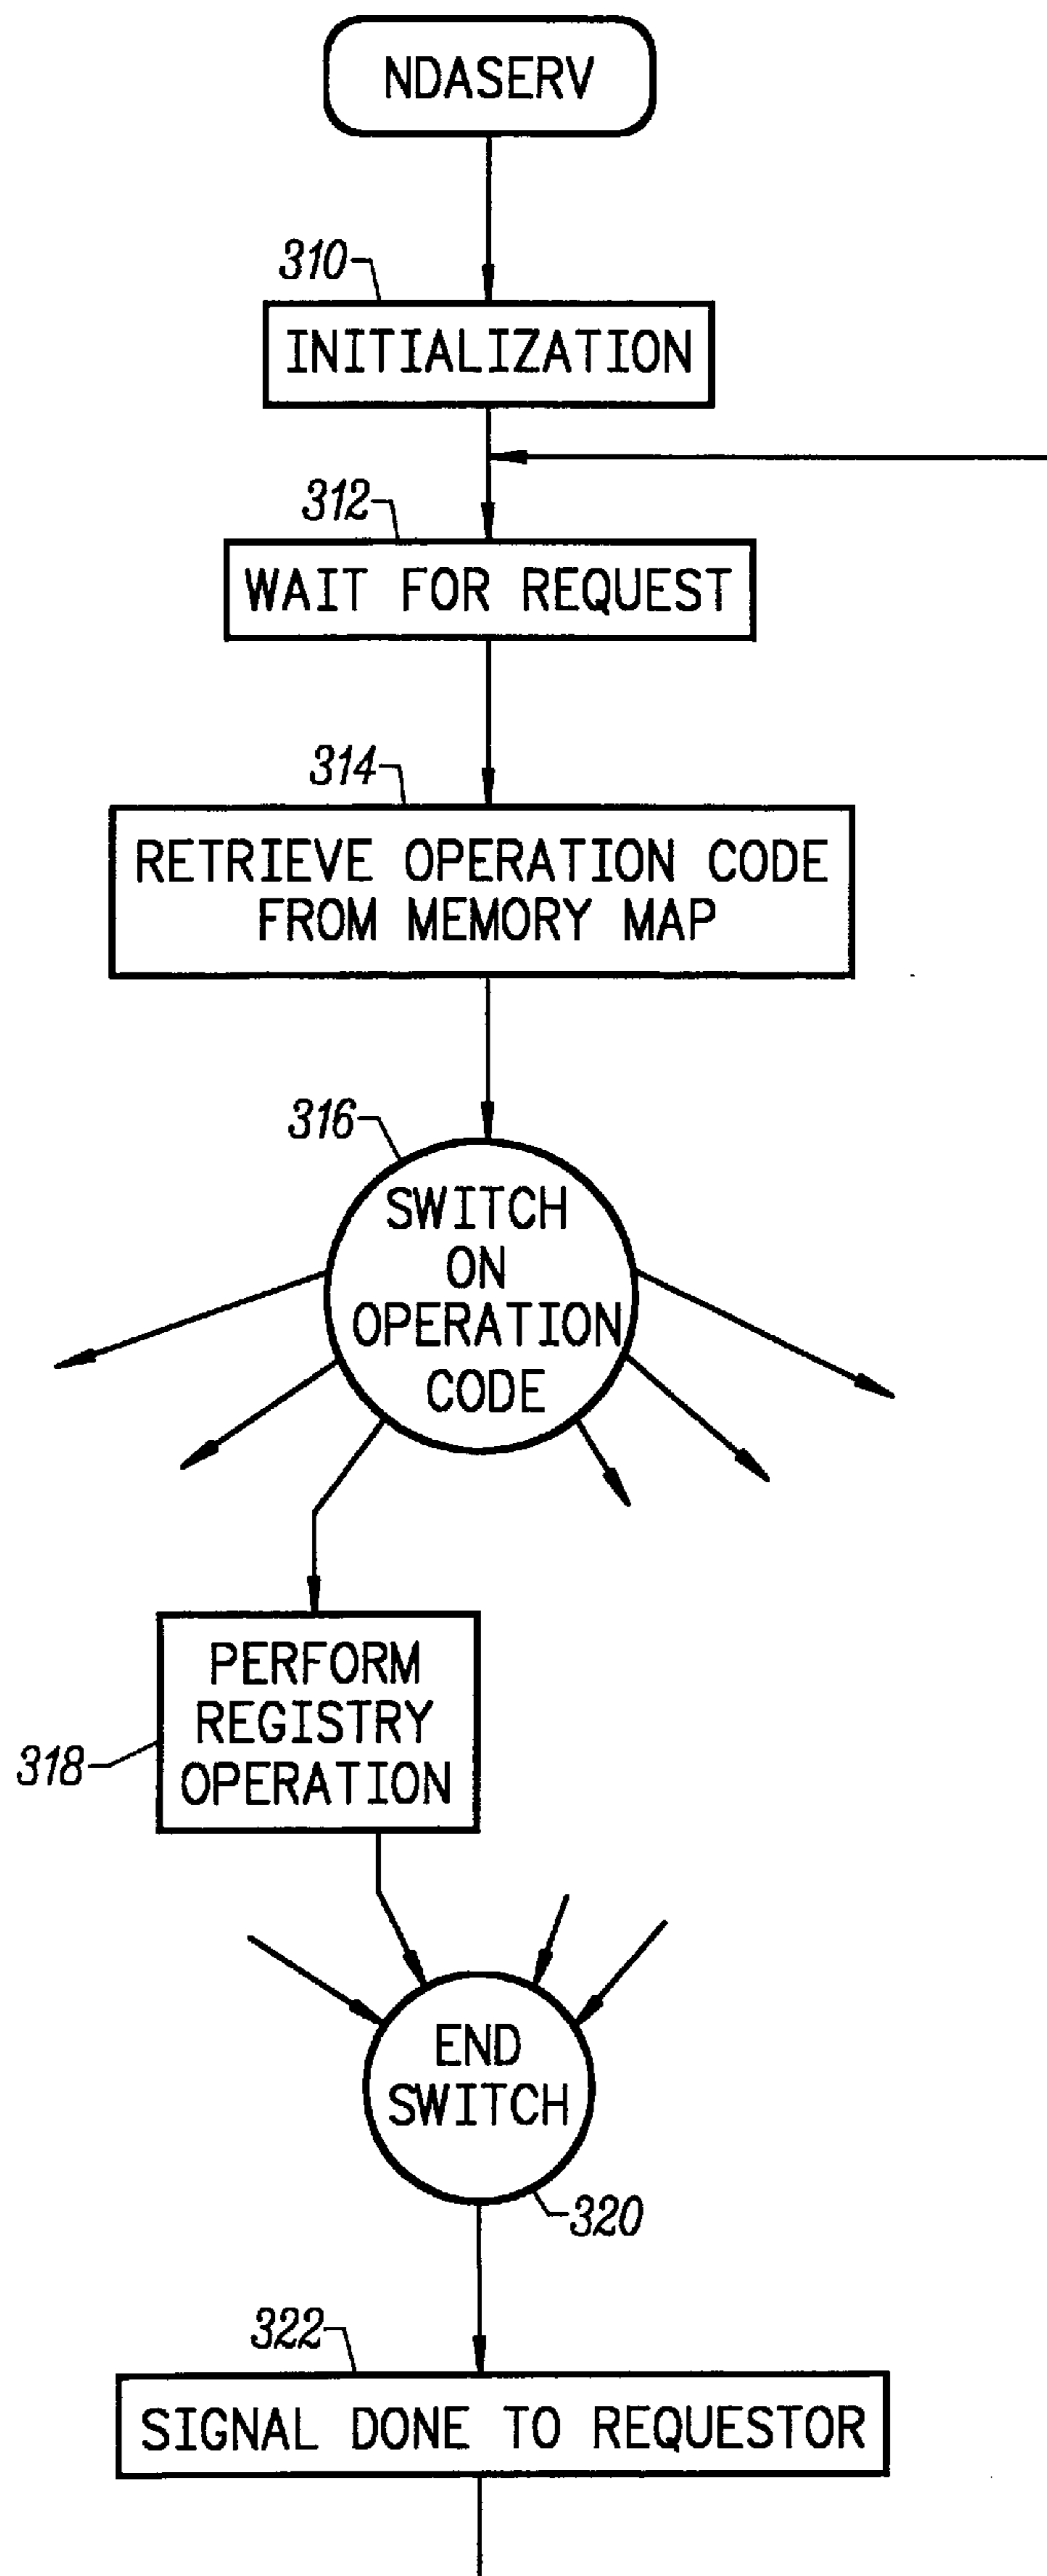 NDASERV
310
INITIALIZATION
312
WAIT FOR REQUEST
314
RETRIEVE OPERATION CODE
FROM MEMORY MAP
316
SWITCH
ON
OPERATION
CODE
PERFORM
REGISTRY
OPERATION
318
END
SWITCH
320
322
SIGNAL DONE TO REQUESTOR